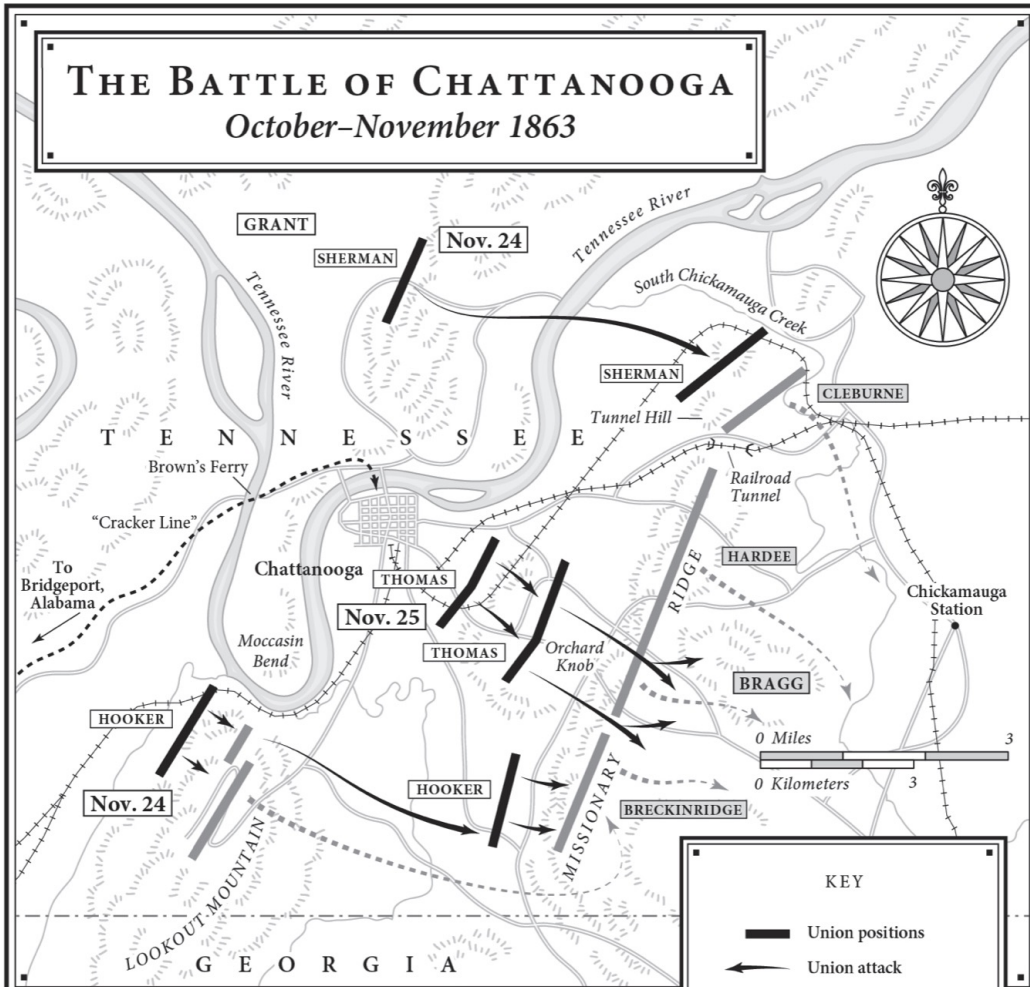 THE BATTLE OF CHATTANOOGA
October–November 1863
GRANT
SHERMAN
Nov. 24
Tennessee River
Tennessee River
South Chickamauga Creek
SHERMAN
CLEBURNE
Tunnel Hill
TENNESSEE
Brown's Ferry
Railroad
Tunnel
"Cracker Line"
HARDEE
To
Bridgeport,
Alabama
Chattanooga
THOMAS
RIDGE
Chickamauga
Station
Nov. 25
THOMAS
Orchard
Knob
Moccasin
Bend
BRAGG
HOOKER
0 Miles 3
0 Kilometers 3
Nov. 24
HOOKER
MISSIONARY
BRECKINRIDGE
LOOKOUT MOUNTAIN
GEORGIA
KEY
Union positions
Union attack